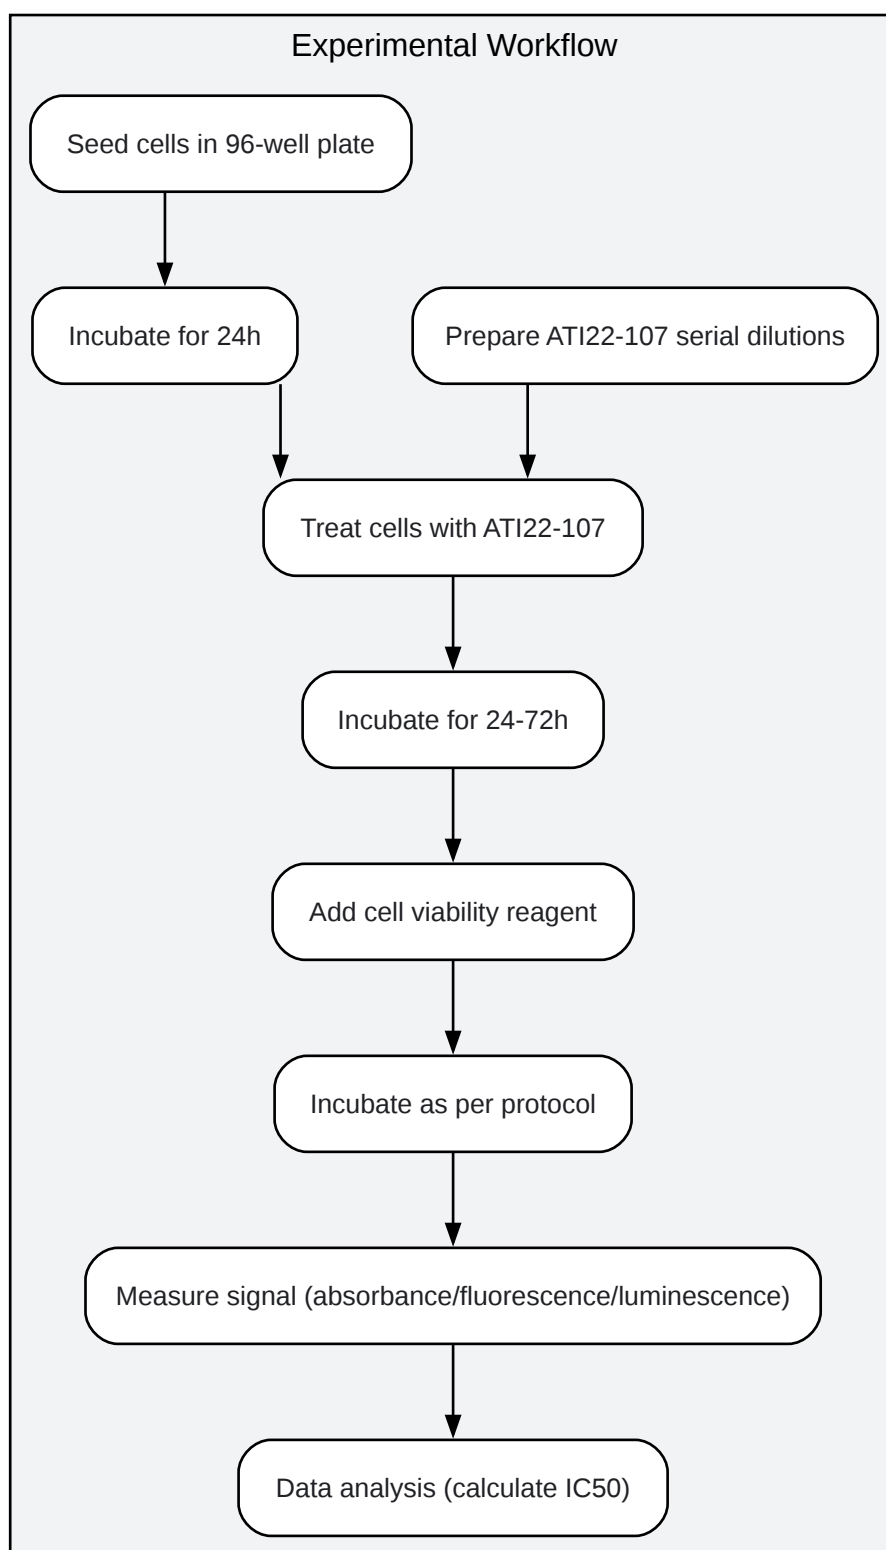 Experimental Workflow
Seed cells in 96-well plate
Incubate for 24h
Prepare ATI22-107 serial dilutions
Treat cells with ATI22-107
Incubate for 24-72h
Add cell viability reagent
Incubate as per protocol
Measure signal (absorbance/fluorescence/luminescence)
Data analysis (calculate IC50)